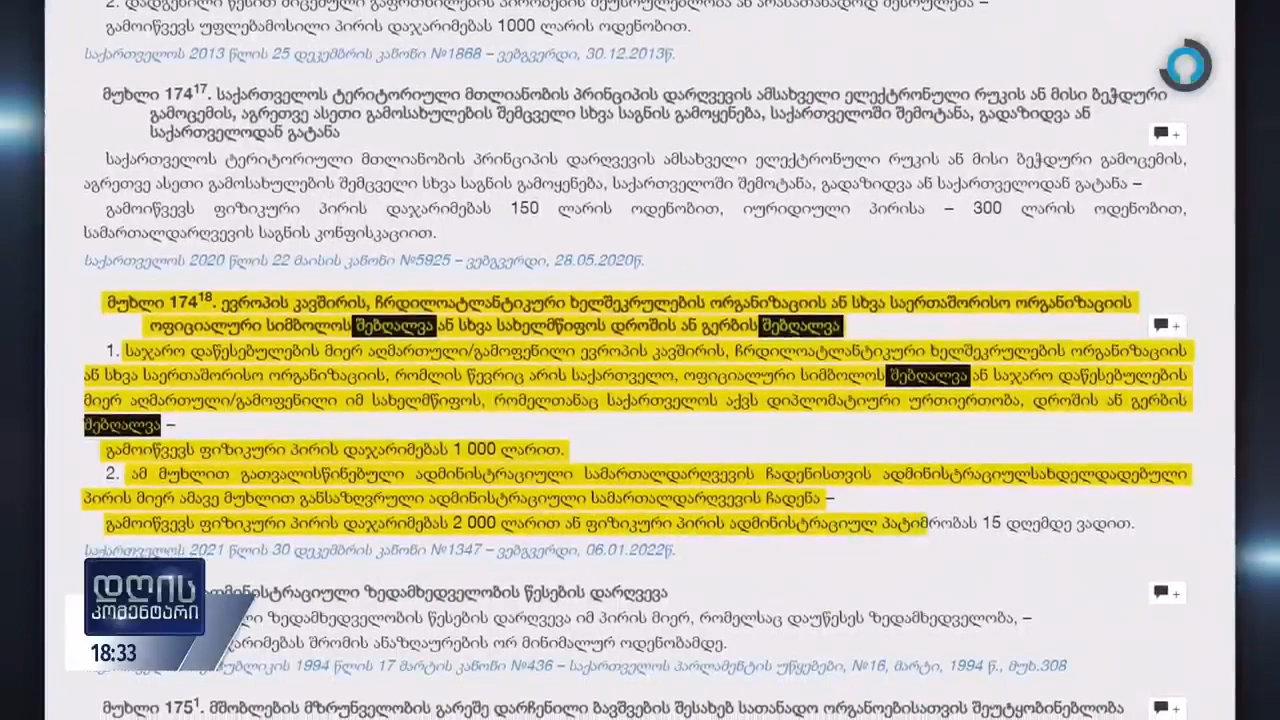 2. დადგენილი წესით მიცემული გაფრთხილების პირობების შეუსრულებლობა ან არასათანადოდ შესრულება –
გამოიწვევს უფლებამოსილი პირის დაჯარიმებას 1000 ლარის ოდენობით.
საქართველოს 2013 წლის 25 დეკემბრის კანონი №1868 – ვებგვერდი, 30.12.2013წ.
მუხლი 174¹⁷. საქართველოს ტერიტორიული მთლიანობის პრინციპის დარღვევის ამსახველი ელექტრონული რუკის ან მისი ბეჭდური
გამოცემის, აგრეთვე ასეთი გამოსახულების შემცველი სხვა საგნის გამოყენება, საქართველოში შემოტანა, გადაზიდვა ან
საქართველოდან გატანა
საქართველოს ტერიტორიული მთლიანობის პრინციპის დარღვევის ამსახველი ელექტრონული რუკის ან მისი ბეჭდური გამოცემის,
აგრეთვე ასეთი გამოსახულების შემცველი სხვა საგნის გამოყენება, საქართველოში შემოტანა, გადაზიდვა ან საქართველოდან გატანა –
გამოიწვევს ფიზიკური პირის დაჯარიმებას 150 ლარის ოდენობით, იურიდიული პირისა – 300 ლარის ოდენობით,
სამართალდარღვევის საგნის კონფისკაციით.
საქართველოს 2020 წლის 22 მაისის კანონი №5925 – ვებგვერდი, 28.05.2020წ.
მუხლი 174¹⁸. ევროპის კავშირის, ჩრდილოატლანტიკური ხელშეკრულების ორგანიზაციის ან სხვა საერთაშორისო ორგანიზაციის
ოფიციალური სიმბოლოს შებღალვა ან სხვა სახელმწიფოს დროშის ან გერბის შებღალვა
1. საჯარო დაწესებულების მიერ აღმართული/გამოფენილი ევროპის კავშირის, ჩრდილოატლანტიკური ხელშეკრულების ორგანიზაციის
ან სხვა საერთაშორისო ორგანიზაციის, რომლის წევრიც არის საქართველო, ოფიციალური სიმბოლოს შებღალვა ან საჯარო დაწესებულების
მიერ აღმართული/გამოფენილი იმ სახელმწიფოს, რომელთანაც საქართველოს აქვს დიპლომატიური ურთიერთობა, დროშის ან გერბის
შებღალვა –
გამოიწვევს ფიზიკური პირის დაჯარიმებას 1 000 ლარით.
2. ამ მუხლით გათვალისწინებული ადმინისტრაციული სამართალდარღვევის ჩადენისთვის ადმინისტრაციულსახდელდადებული
პირის მიერ ამავე მუხლით განსაზღვრული ადმინისტრაციული სამართალდარღვევის ჩადენა –
გამოიწვევს ფიზიკური პირის დაჯარიმებას 2 000 ლარით ან ფიზიკური პირის ადმინისტრაციულ პატიმრობას 15 დღემდე ვადით.
საქართველოს 2021 წლის 30 დეკემბრის კანონი №1347 – ვებგვერდი, 06.01.2022წ.
ადმინისტრაციული ზედამხედველობის წესების დარღვევა
ზედამხედველობის წესების დარღვევა იმ პირის მიერ, რომელსაც დაუწესეს ზედამხედველობა, –
შრომის ანაზღაურების ორ მინიმალურ ოდენობამდე.
1994 წლის 17 მარტის კანონი №436 – საქართველოს პარლამენტის უწყებები, №16, მარტი, 1994 წ., მუხ.308
მუხლი 175¹. მშობლების მზრუნველობის გარეშე დარჩენილი ბავშვების შესახებ სათანადო ორგანოებისათვის შეუტყობინებლობა
დღის
კომენტარი
18:33